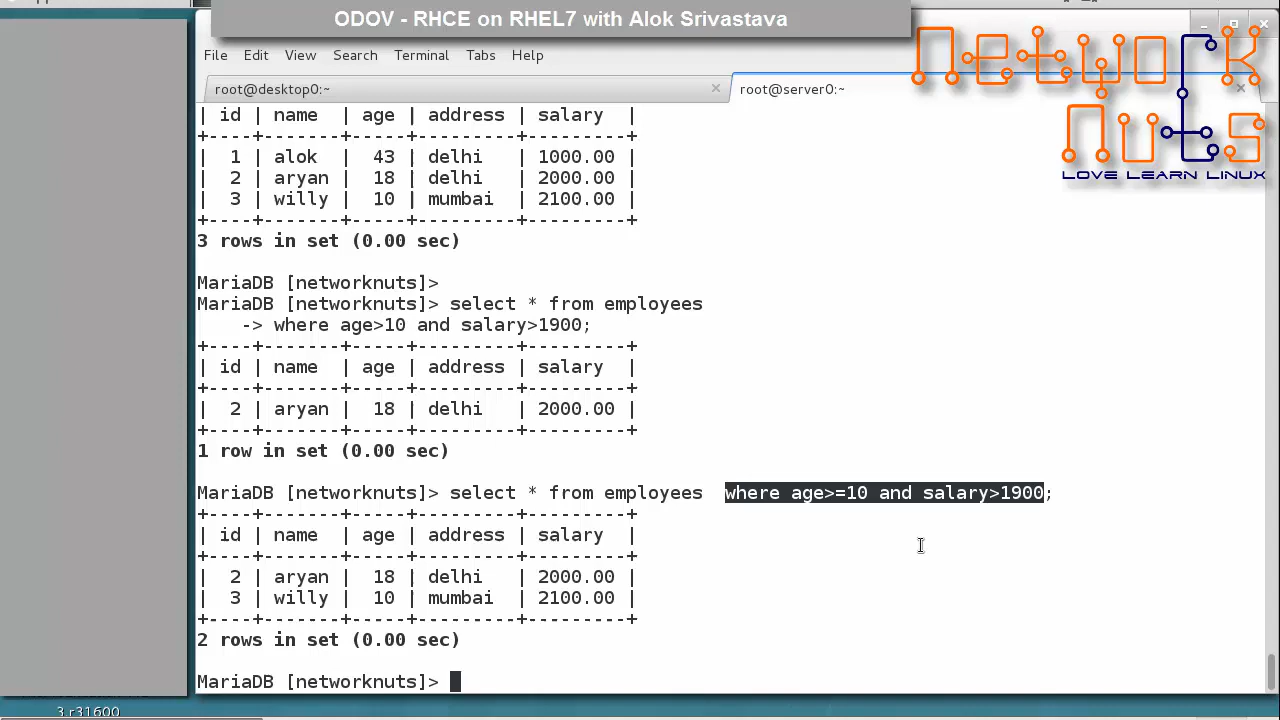 ODOV - RHCE on RHEL7 with Alok Srivastava
File Edit View Search Terminal Tabs Help
root@desktop0:~ × root@server0:~ ×
NETWORK
NUTS
LOVE LEARN LINUX
| id | name | age | address | salary |
+----+-------+-----+---------+---------+
| 1 | alok | 43 | delhi | 1000.00 |
| 2 | aryan | 18 | delhi | 2000.00 |
| 3 | willy | 10 | mumbai | 2100.00 |
+----+-------+-----+---------+---------+
3 rows in set (0.00 sec)
MariaDB [networknuts]>
MariaDB [networknuts]> select * from employees
-> where age>10 and salary>1900;
+----+-------+-----+---------+---------+
| id | name | age | address | salary |
+----+-------+-----+---------+---------+
| 2 | aryan | 18 | delhi | 2000.00 |
+----+-------+-----+---------+---------+
1 row in set (0.00 sec)
MariaDB [networknuts]> select * from employees where age>=10 and salary>1900;
+----+-------+-----+---------+---------+
| id | name | age | address | salary |
+----+-------+-----+---------+---------+
| 2 | aryan | 18 | delhi | 2000.00 |
| 3 | willy | 10 | mumbai | 2100.00 |
+----+-------+-----+---------+---------+
2 rows in set (0.00 sec)
MariaDB [networknuts]>
3 r31600